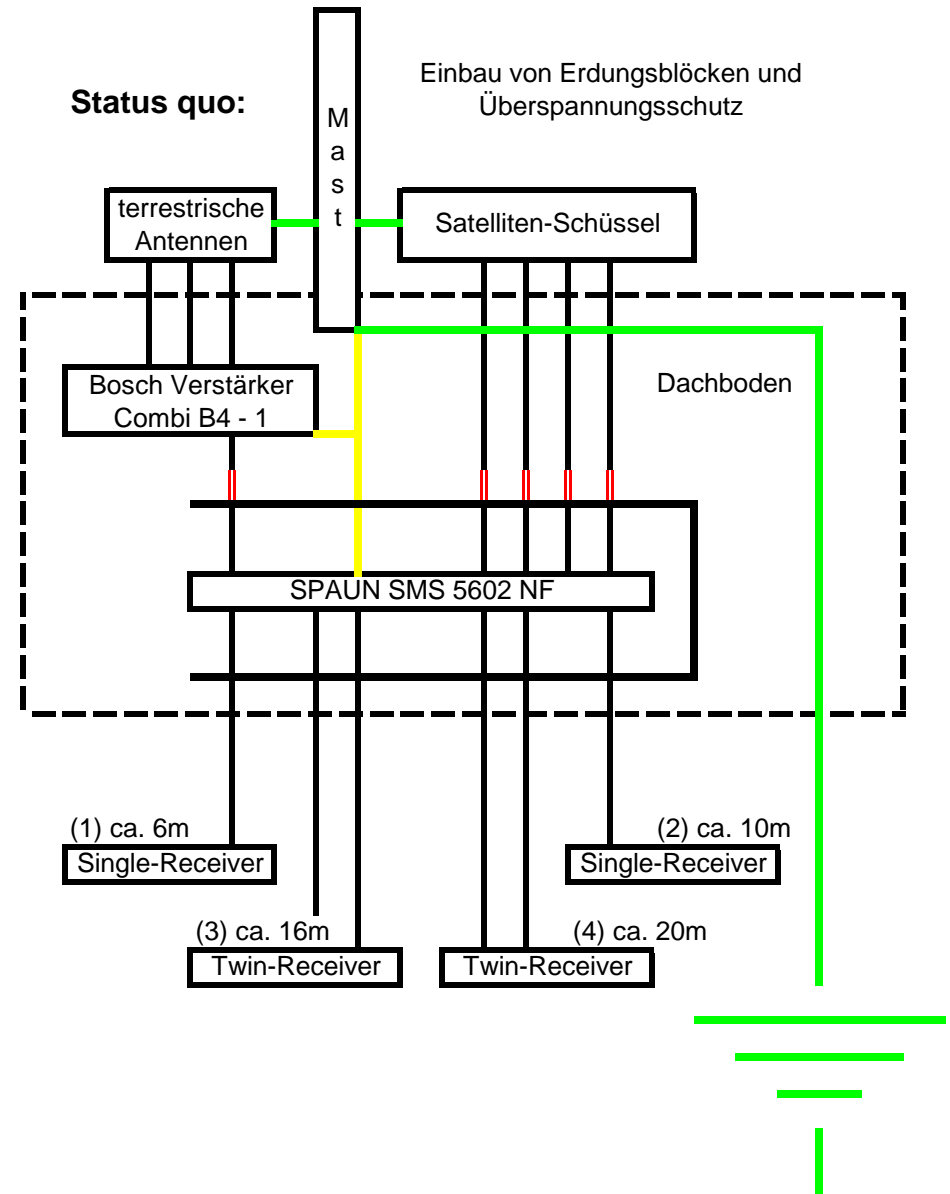 Status quo:
Einbau von Erdungsblöcken und
Überspannungsschutz
Mast
terrestrische
Antennen
Satelliten-Schüssel
Bosch Verstärker
Combi B4 - 1
Dachboden
SPAUN SMS 5602 NF
(1) ca. 6m
Single-Receiver
(2) ca. 10m
Single-Receiver
(3) ca. 16m
Twin-Receiver
(4) ca. 20m
Twin-Receiver